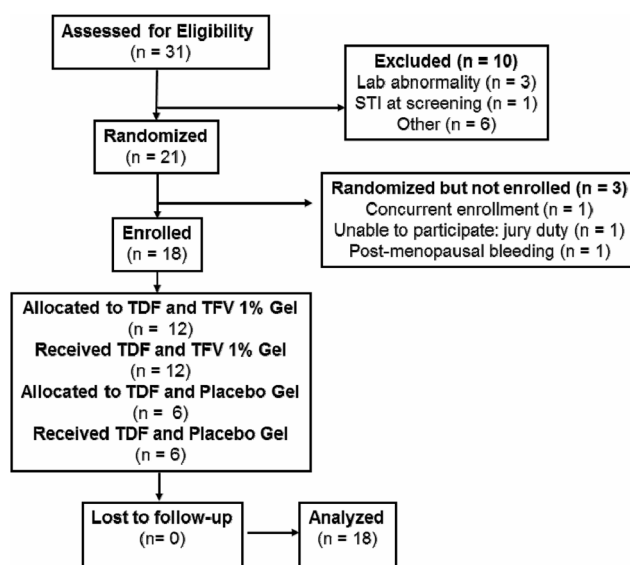 Assessed for Eligibility
(n = 31)
Excluded (n = 10)
Lab abnormality (n = 3)
STI at screening (n = 1)
Other (n = 6)
Randomized
(n = 21)
Randomized but not enrolled (n = 3)
Concurrent enrollment (n = 1)
Unable to participate: jury duty (n = 1)
Post-menopausal bleeding (n = 1)
Enrolled
(n = 18)
Allocated to TDF and TFV 1% Gel
(n = 12)
Received TDF and TFV 1% Gel
(n = 12)
Allocated to TDF and Placebo Gel
(n = 6)
Received TDF and Placebo Gel
(n = 6)
Lost to follow-up
(n= 0)
Analyzed
(n = 18)